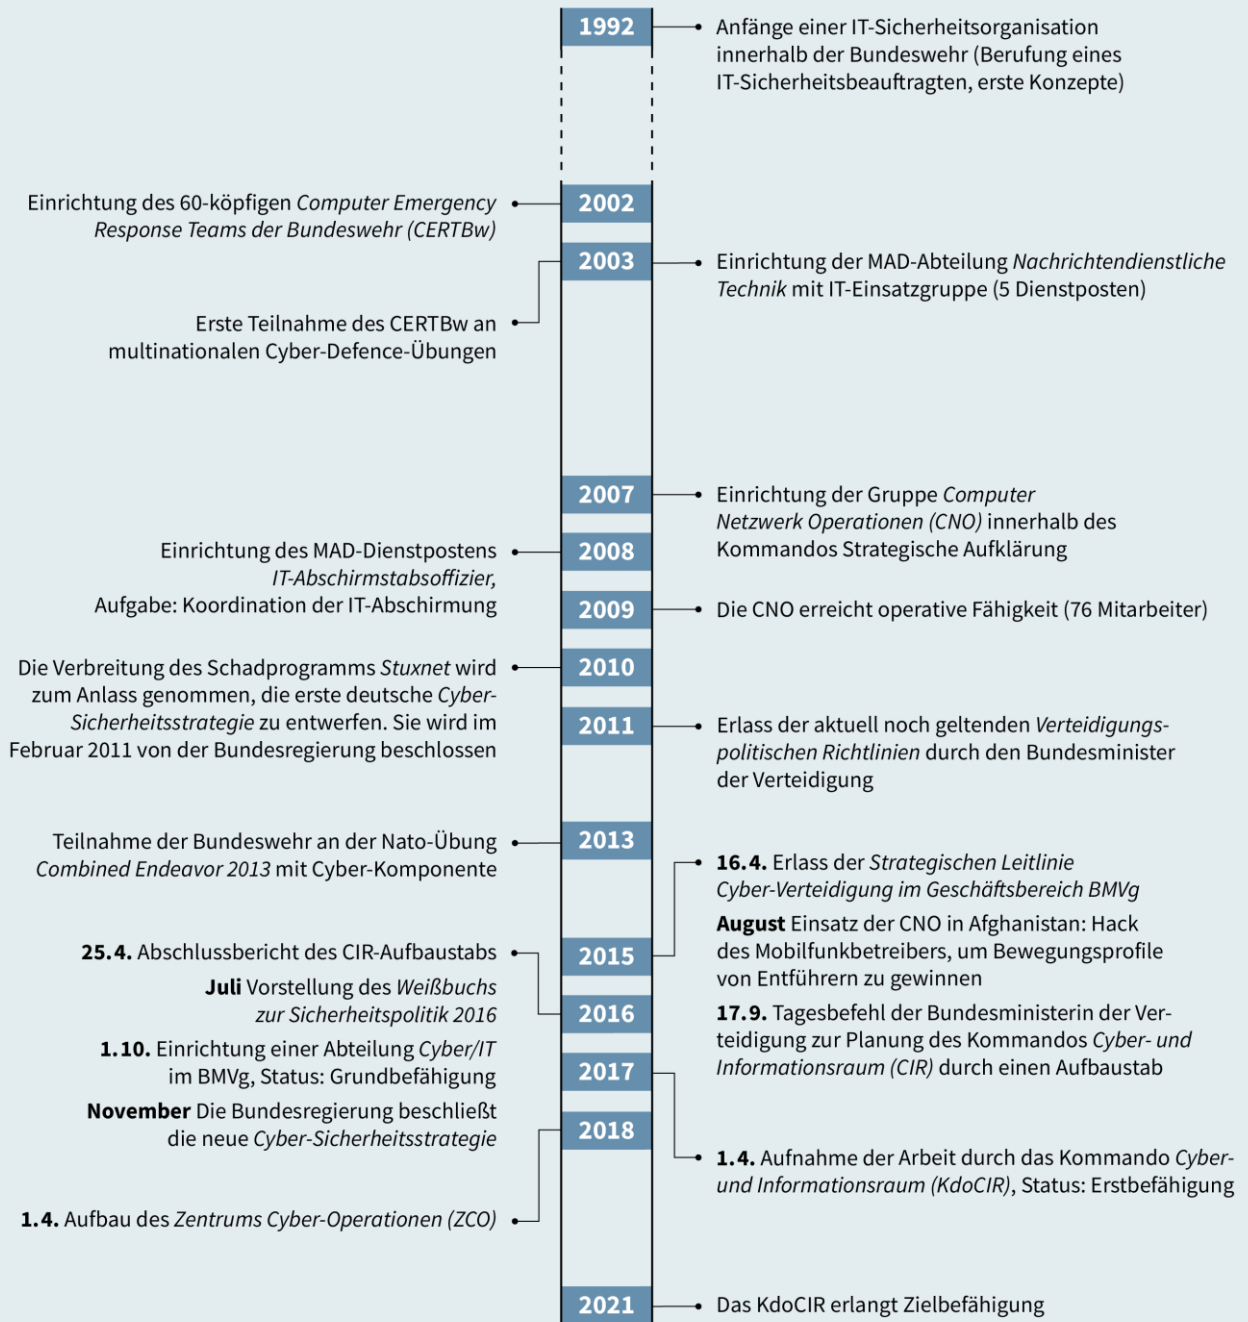 1992
Anfänge einer IT-Sicherheitsorganisation
innerhalb der Bundeswehr (Berufung eines
IT-Sicherheitsbeauftragten, erste Konzepte)
2002
Einrichtung des 60-köpfigen Computer Emergency
Response Teams der Bundeswehr (CERTBw)
2003
Einrichtung der MAD-Abteilung Nachrichtendienstliche
Technik mit IT-Einsatzgruppe (5 Dienstposten)
Erste Teilnahme des CERTBw an
multinationalen Cyber-Defence-Übungen
2007
Einrichtung der Gruppe Computer
Netzwerk Operationen (CNO) innerhalb des
Kommandos Strategische Aufklärung
2008
Einrichtung des MAD-Dienstpostens
IT-Abschirmstabsoffizier,
Aufgabe: Koordination der IT-Abschirmung
2009
Die CNO erreicht operative Fähigkeit (76 Mitarbeiter)
2010
Die Verbreitung des Schadprogramms Stuxnet wird
zum Anlass genommen, die erste deutsche Cyber-
Sicherheitsstrategie zu entwerfen. Sie wird im
Februar 2011 von der Bundesregierung beschlossen
2011
Erlass der aktuell noch geltenden Verteidigungs-
politischen Richtlinien durch den Bundesminister
der Verteidigung
2013
Teilnahme der Bundeswehr an der Nato-Übung
Combined Endeavor 2013 mit Cyber-Komponente
2015
16.4. Erlass der Strategischen Leitlinie
Cyber-Verteidigung im Geschäftsbereich BMVg
August Einsatz der CNO in Afghanistan: Hack
des Mobilfunkbetreibers, um Bewegungsprofile
von Entführern zu gewinnen
17.9. Tagesbefehl der Bundesministerin der Ver-
teidigung zur Planung des Kommandos Cyber- und
Informationsraum (CIR) durch einen Aufbaustab
2016
25.4. Abschlussbericht des CIR-Aufbaustabs
Juli Vorstellung des Weißbuchs
zur Sicherheitspolitik 2016
1.10. Einrichtung einer Abteilung Cyber/IT
im BMVg, Status: Grundbefähigung
November Die Bundesregierung beschließt
die neue Cyber-Sicherheitsstrategie
2017
1.4. Aufnahme der Arbeit durch das Kommando Cyber-
und Informationsraum (KdoCIR), Status: Erstbefähigung
2018
1.4. Aufbau des Zentrums Cyber-Operationen (ZCO)
2021
Das KdoCIR erlangt Zielbefähigung